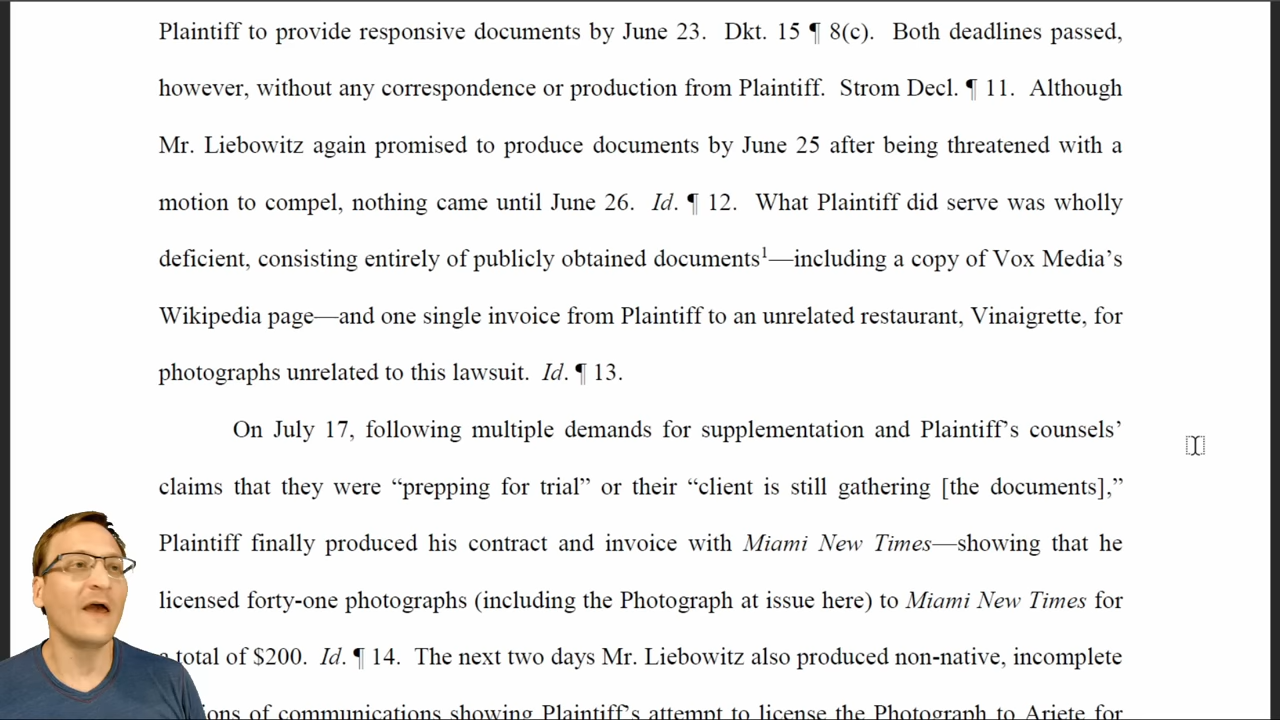 Plaintiff to provide responsive documents by June 23. Dkt. 15 ¶ 8(c). Both deadlines passed,
however, without any correspondence or production from Plaintiff. Strom Decl. ¶ 11. Although
Mr. Liebowitz again promised to produce documents by June 25 after being threatened with a
motion to compel, nothing came until June 26. Id. ¶ 12. What Plaintiff did serve was wholly
deficient, consisting entirely of publicly obtained documents¹—including a copy of Vox Media’s
Wikipedia page—and one single invoice from Plaintiff to an unrelated restaurant, Vinaigrette, for
photographs unrelated to this lawsuit. Id. ¶ 13.
On July 17, following multiple demands for supplementation and Plaintiff’s counsels’
claims that they were “prepping for trial” or their “client is still gathering [the documents],”
Plaintiff finally produced his contract and invoice with Miami New Times—showing that he
licensed forty-one photographs (including the Photograph at issue here) to Miami New Times for
a total of $200. Id. ¶ 14. The next two days Mr. Liebowitz also produced non-native, incomplete
of communications showing Plaintiff’s attempt to license the Photograph to Ariete for